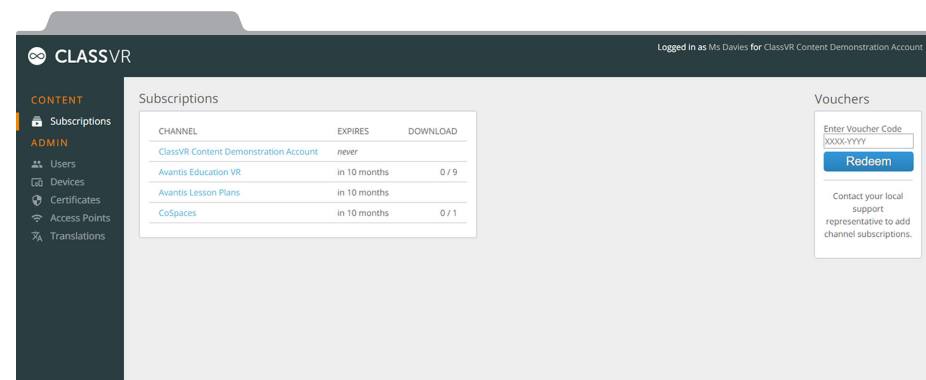 CLASSVR
Logged in as Ms Davies for ClassVR Content Demonstration Account
CONTENT
Subscriptions
ADMIN
Users
Devices
Certificates
Access Points
Translations
Subscriptions
CHANNEL EXPIRES DOWNLOAD
ClassVR Content Demonstration Account never
Avantis Education VR in 10 months 0 / 9
Avantis Lesson Plans in 10 months
CoSpaces in 10 months 0 / 1
Vouchers
Enter Voucher Code
XXXX-YYYY
Redeem
Contact your local
support
representative to add
channel subscriptions.